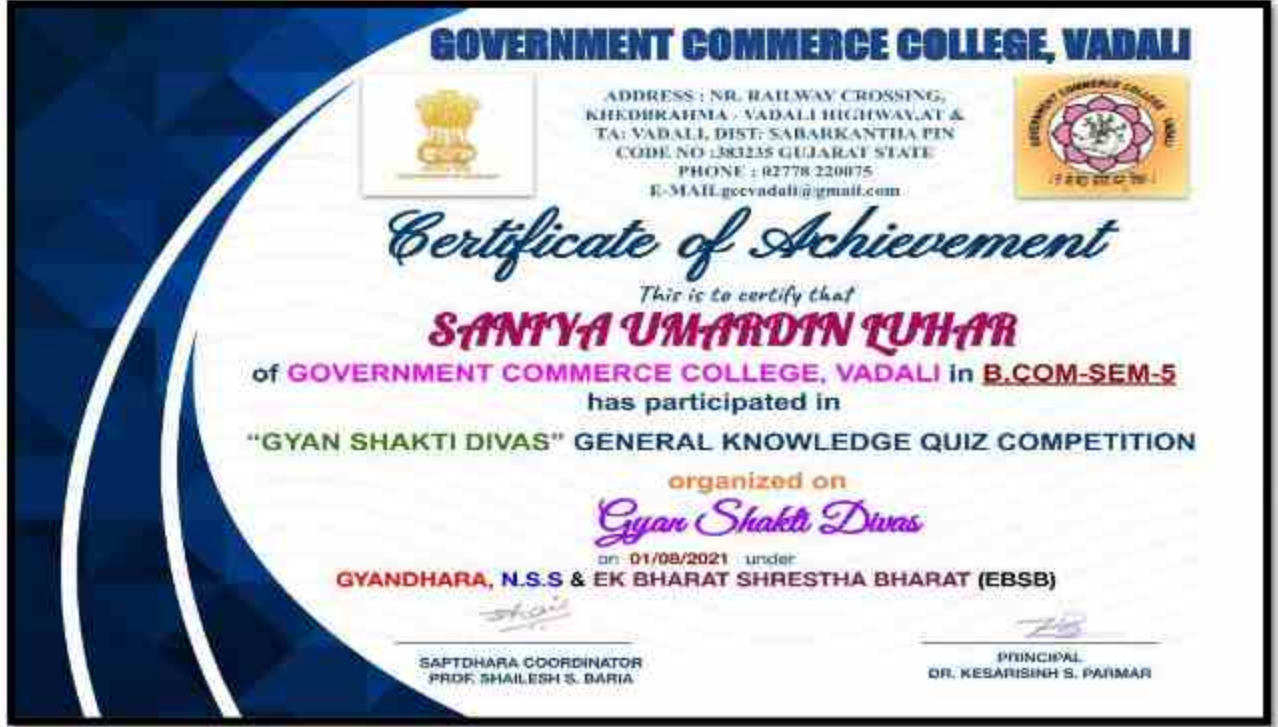 GOVERNMENT COMMERCE COLLEGE, VADALI
ADDRESS : NR. RAILWAY CROSSING,
KHEDBRAHMA - VADALI HIGHWAY,AT &
TA: VADALI, DIST: SABARKANTHA PIN
CODE NO :383235 GUJARAT STATE
PHONE : 02778 220075
E-MAIL gccvadali@gmail.com
GOVERNMENT COMMERCE COLLEGE VADALI
Certificate of Achievement
This is to certify that
SANIYA UMARDIN LUHAR
of GOVERNMENT COMMERCE COLLEGE, VADALI in B.COM-SEM-5
has participated in
"GYAN SHAKTI DIVAS" GENERAL KNOWLEDGE QUIZ COMPETITION
organized on
Gyan Shakti Divas
on 01/08/2021 under
GYANDHARA, N.S.S & EK BHARAT SHRESTHA BHARAT (EBSB)
SAPTDHARA COORDINATOR
PROF. SHAILESH S. BARIA
PRINCIPAL
DR. KESARISINH S. PARMAR